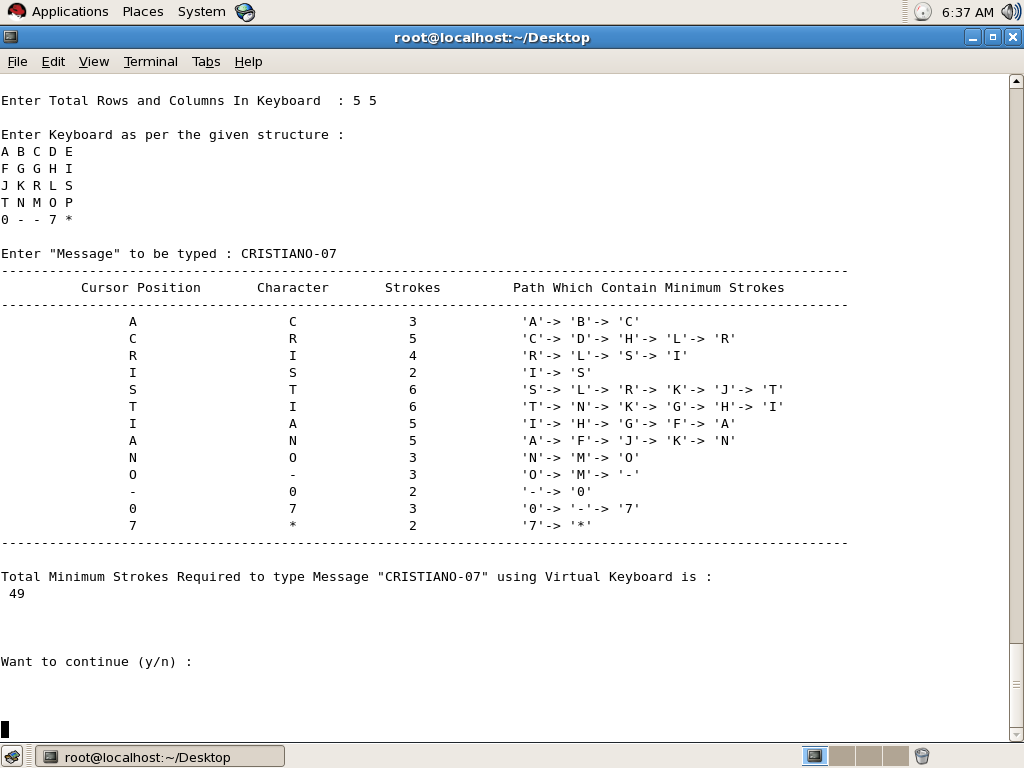 Applications Places System 6:37 AM
root@localhost:~/Desktop
File Edit View Terminal Tabs Help
Enter Total Rows and Columns In Keyboard : 5 5
Enter Keyboard as per the given structure :
A B C D E
F G G H I
J K R L S
T N M O P
0 - - 7 *
Enter "Message" to be typed : CRISTIANO-07
----------------------------------------------------------------------------------------------------------
Cursor Position Character Strokes Path Which Contain Minimum Strokes
----------------------------------------------------------------------------------------------------------
A C 3 'A'-> 'B'-> 'C'
C R 5 'C'-> 'D'-> 'H'-> 'L'-> 'R'
R I 4 'R'-> 'L'-> 'S'-> 'I'
I S 2 'I'-> 'S'
S T 6 'S'-> 'L'-> 'R'-> 'K'-> 'J'-> 'T'
T I 6 'T'-> 'N'-> 'K'-> 'G'-> 'H'-> 'I'
I A 5 'I'-> 'H'-> 'G'-> 'F'-> 'A'
A N 5 'A'-> 'F'-> 'J'-> 'K'-> 'N'
N O 3 'N'-> 'M'-> 'O'
O - 3 'O'-> 'M'-> '-'
- 0 2 '-'-> '0'
0 7 3 '0'-> '-'-> '7'
7 * 2 '7'-> '*'
----------------------------------------------------------------------------------------------------------
Total Minimum Strokes Required to type Message "CRISTIANO-07" using Virtual Keyboard is :
49
Want to continue (y/n) :
root@localhost:~/Desktop